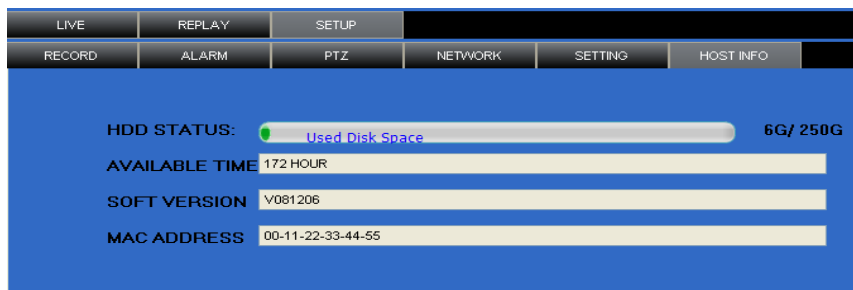 LIVE REPLAY SETUP
RECORD ALARM PTZ NETWORK SETTING HOST INFO
HDD STATUS: Used Disk Space 6G/ 250G
AVAILABLE TIME 172 HOUR
SOFT VERSION V081206
MAC ADDRESS 00-11-22-33-44-55